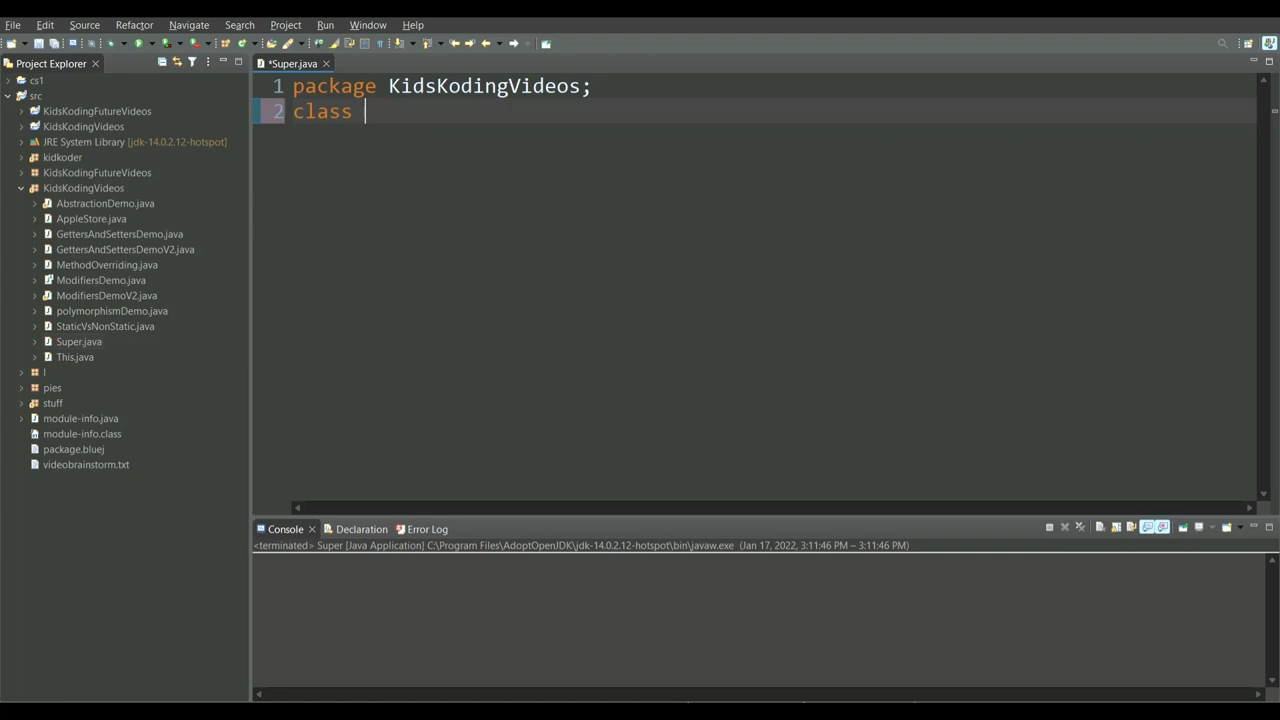 File Edit Source Refactor Navigate Search Project Run Window Help
Project Explorer
cs1
src
KidsKodingFutureVideos
KidsKodingVideos
JRE System Library [jdk-14.0.2.12-hotspot]
kidkoder
KidsKodingFutureVideos
KidsKodingVideos
AbstractionDemo.java
AppleStore.java
GettersAndSettersDemo.java
GettersAndSettersDemoV2.java
MethodOverriding.java
ModifiersDemo.java
ModifiersDemoV2.java
polymorphismDemo.java
StaticVsNonStatic.java
Super.java
This.java
l
pies
stuff
module-info.java
module-info.class
package.bluej
videobrainstorm.txt
*Super.java
1 package KidsKodingVideos;
2 class
Console Declaration Error Log
<terminated> Super [Java Application] C:\Program Files\AdoptOpenJDK\jdk-14.0.2.12-hotspot\bin\javaw.exe (Jan 17, 2022, 3:11:46 PM – 3:11:46 PM)